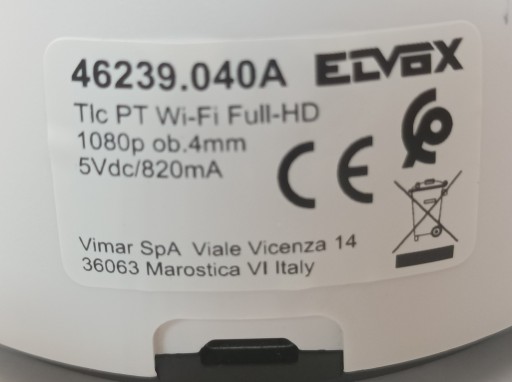 46239.040A ELVOX
Tlc PT Wi-Fi Full-HD
1080p ob.4mm
5Vdc/820mA
CE
Vimar SpA Viale Vicenza 14
36063 Marostica VI Italy